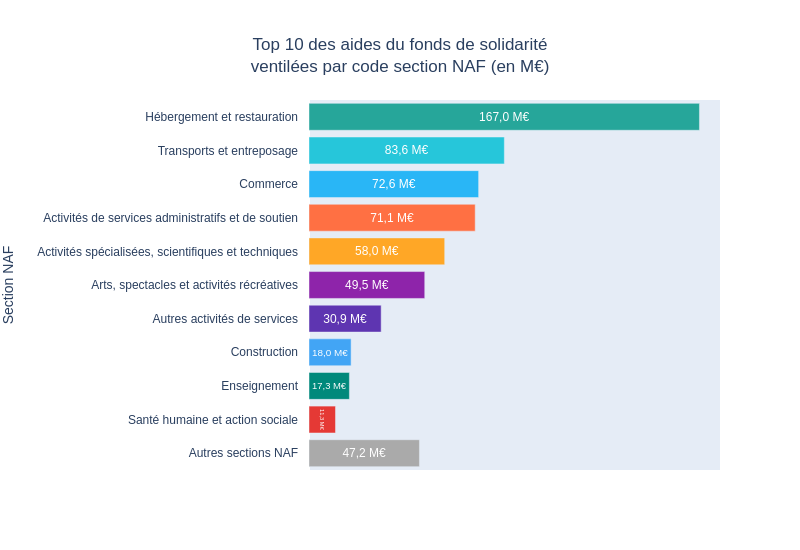 Top 10 des aides du fonds de solidarité
ventilées par code section NAF (en M€)
Section NAF
Hébergement et restauration 167,0 M€
Transports et entreposage 83,6 M€
Commerce 72,6 M€
Activités de services administratifs et de soutien 71,1 M€
Activités spécialisées, scientifiques et techniques 58,0 M€
Arts, spectacles et activités récréatives 49,5 M€
Autres activités de services 30,9 M€
Construction 18,0 M€
Enseignement 17,3 M€
Santé humaine et action sociale
Autres sections NAF 47,2 M€